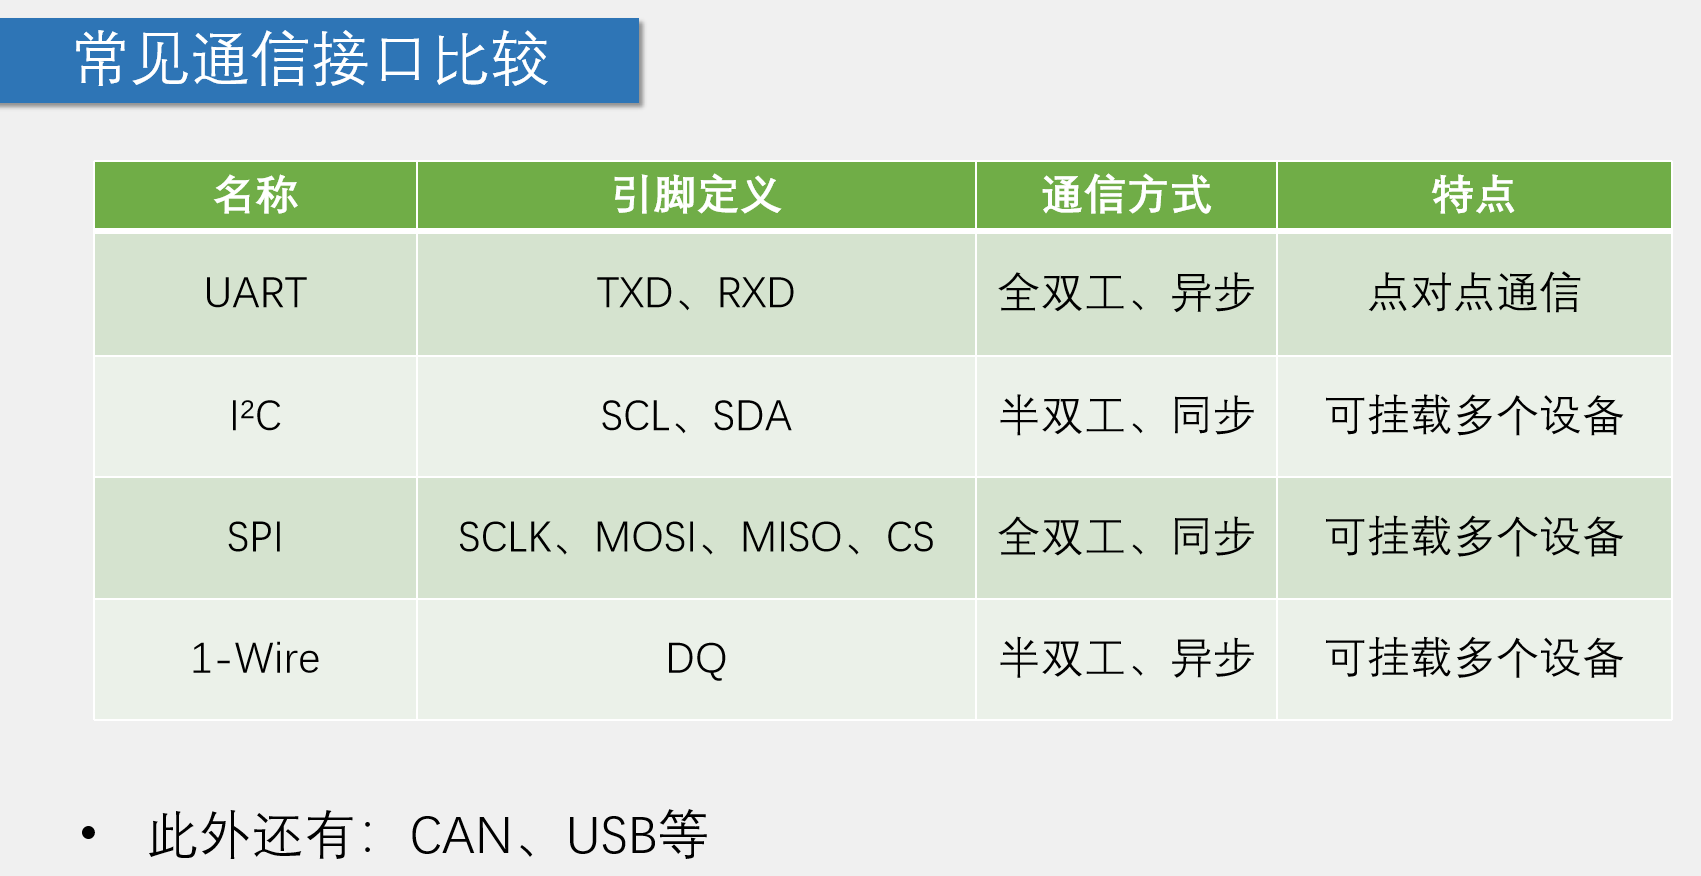 常见通信接口比较
名称 引脚定义 通信方式 特点
UART TXD、RXD 全双工、异步 点对点通信
I²C SCL、SDA 半双工、同步 可挂载多个设备
SPI SCLK、MOSI、MISO、CS 全双工、同步 可挂载多个设备
1-Wire DQ 半双工、异步 可挂载多个设备
• 此外还有：CAN、USB等